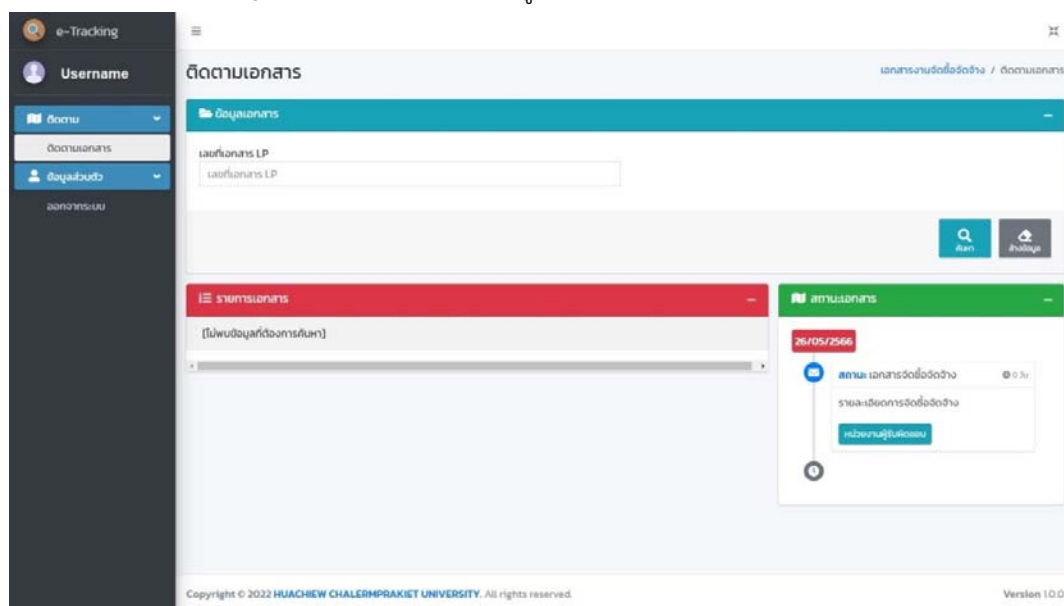 e-Tracking
Username
ติดตาม
ติดตามเอกสาร
ข้อมูลส่วนตัว
ออกจากระบบ
ติดตามเอกสาร
เอกสารงานจัดซื้อจัดจ้าง / ติดตามเอกสาร
ข้อมูลเอกสาร
เลขที่เอกสาร LP
เลขที่เอกสาร LP
ค้นหา
ล้างข้อมูล
รายการเอกสาร
(ไม่พบข้อมูลที่ต้องการค้นหา)
สถานะเอกสาร
26/05/2566
สถานะ เอกสารจัดซื้อจัดจ้าง
รายละเอียดการจัดซื้อจัดจ้าง
หน่วยงานผู้รับผิดชอบ
Copyright © 2022 HUACHIEW CHALERMPRAKIET UNIVERSITY. All rights reserved.
Version 1.0.0